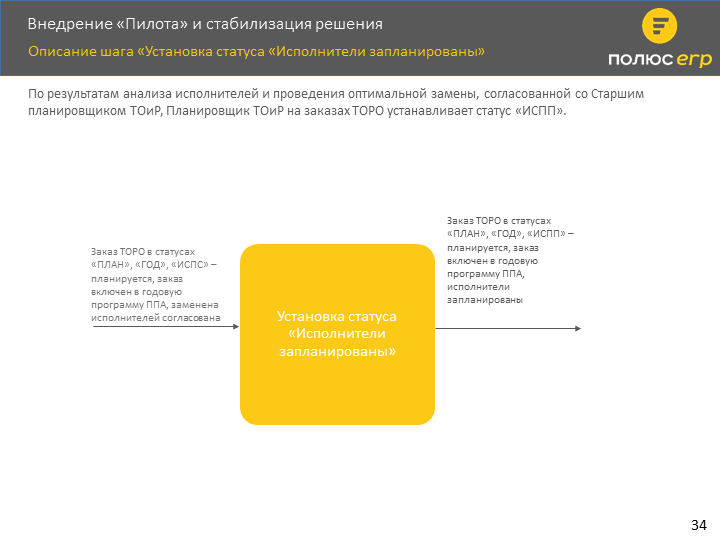 Внедрение «Пилота» и стабилизация решения
Описание шага «Установка статуса «Исполнители запланированы»
ПОЛЮС erp
По результатам анализа исполнителей и проведения оптимальной замены, согласованной со Старшим
планировщиком ТОиР, Планировщик ТОиР на заказах ТОРО устанавливает статус «ИСПП».
Заказ ТОРО в статусах
«ПЛАН», «ГОД», «ИСПС» –
планируется, заказ
включен в годовую
программу ППА, заменена
исполнителей согласована
Установка статуса
«Исполнители
запланированы»
Заказ ТОРО в статусах
«ПЛАН», «ГОД», «ИСПП» –
планируется, заказ
включен в годовую
программу ППА,
исполнители
запланированы
34